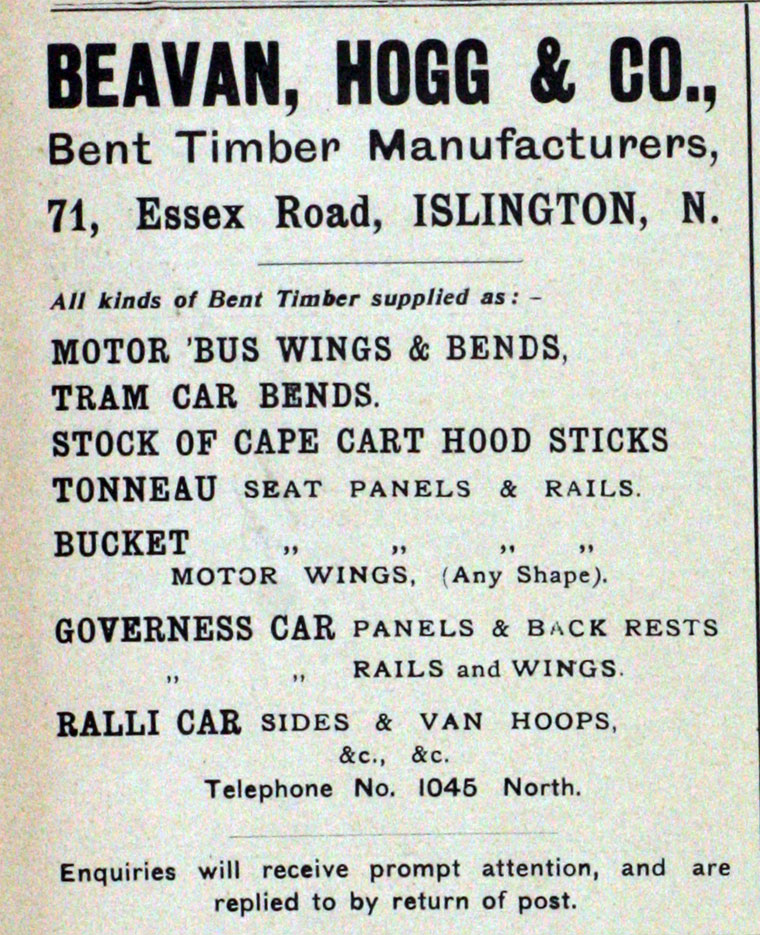 BEAVAN, HOGG & CO.,
Bent Timber Manufacturers,
71, Essex Road, ISLINGTON, N.
All kinds of Bent Timber supplied as: -
MOTOR 'BUS WINGS & BENDS,
TRAM CAR BENDS.
STOCK OF CAPE CART HOOD STICKS
TONNEAU SEAT PANELS & RAILS.
BUCKET „ „ „ „
MOTOR WINGS, (Any Shape).
GOVERNESS CAR PANELS & BACK RESTS
„ „ RAILS and WINGS.
RALLI CAR SIDES & VAN HOOPS,
&c., &c.
Telephone No. 1045 North.
Enquiries will receive prompt attention, and are
replied to by return of post.